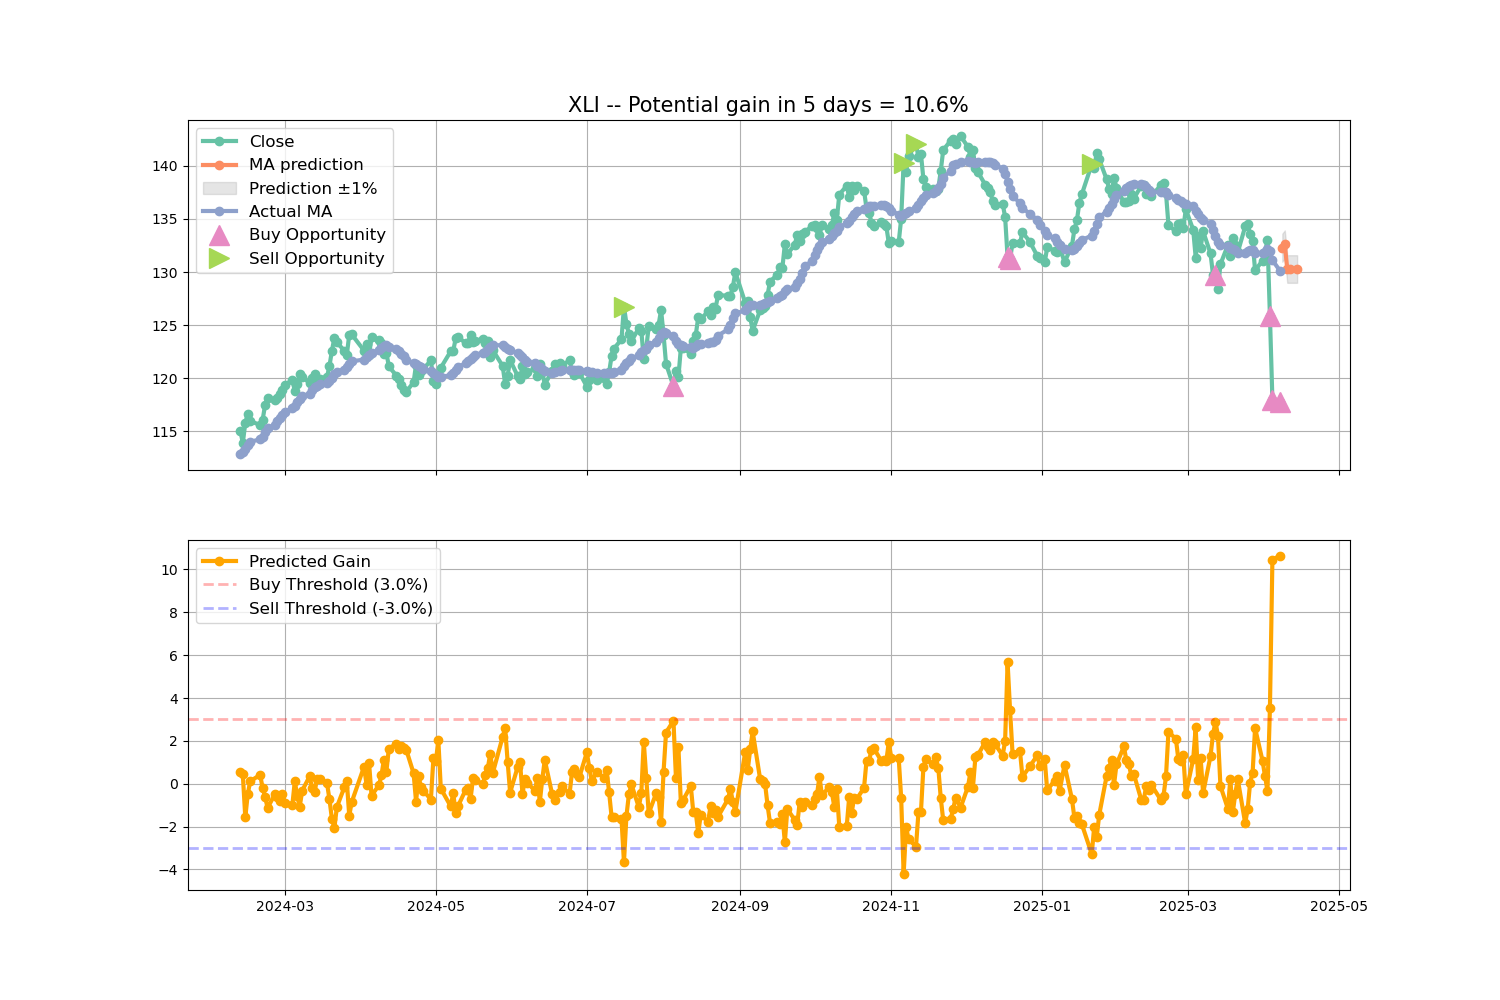 XLI -- Potential gain in 5 days = 10.6%
Close
MA prediction
Prediction ±1%
Actual MA
Buy Opportunity
Sell Opportunity
140
135
130
125
120
115
Predicted Gain
Buy Threshold (3.0%)
Sell Threshold (-3.0%)
10
8
6
4
2
0
−2
−4
2024-03 2024-05 2024-07 2024-09 2024-11 2025-01 2025-03 2025-05